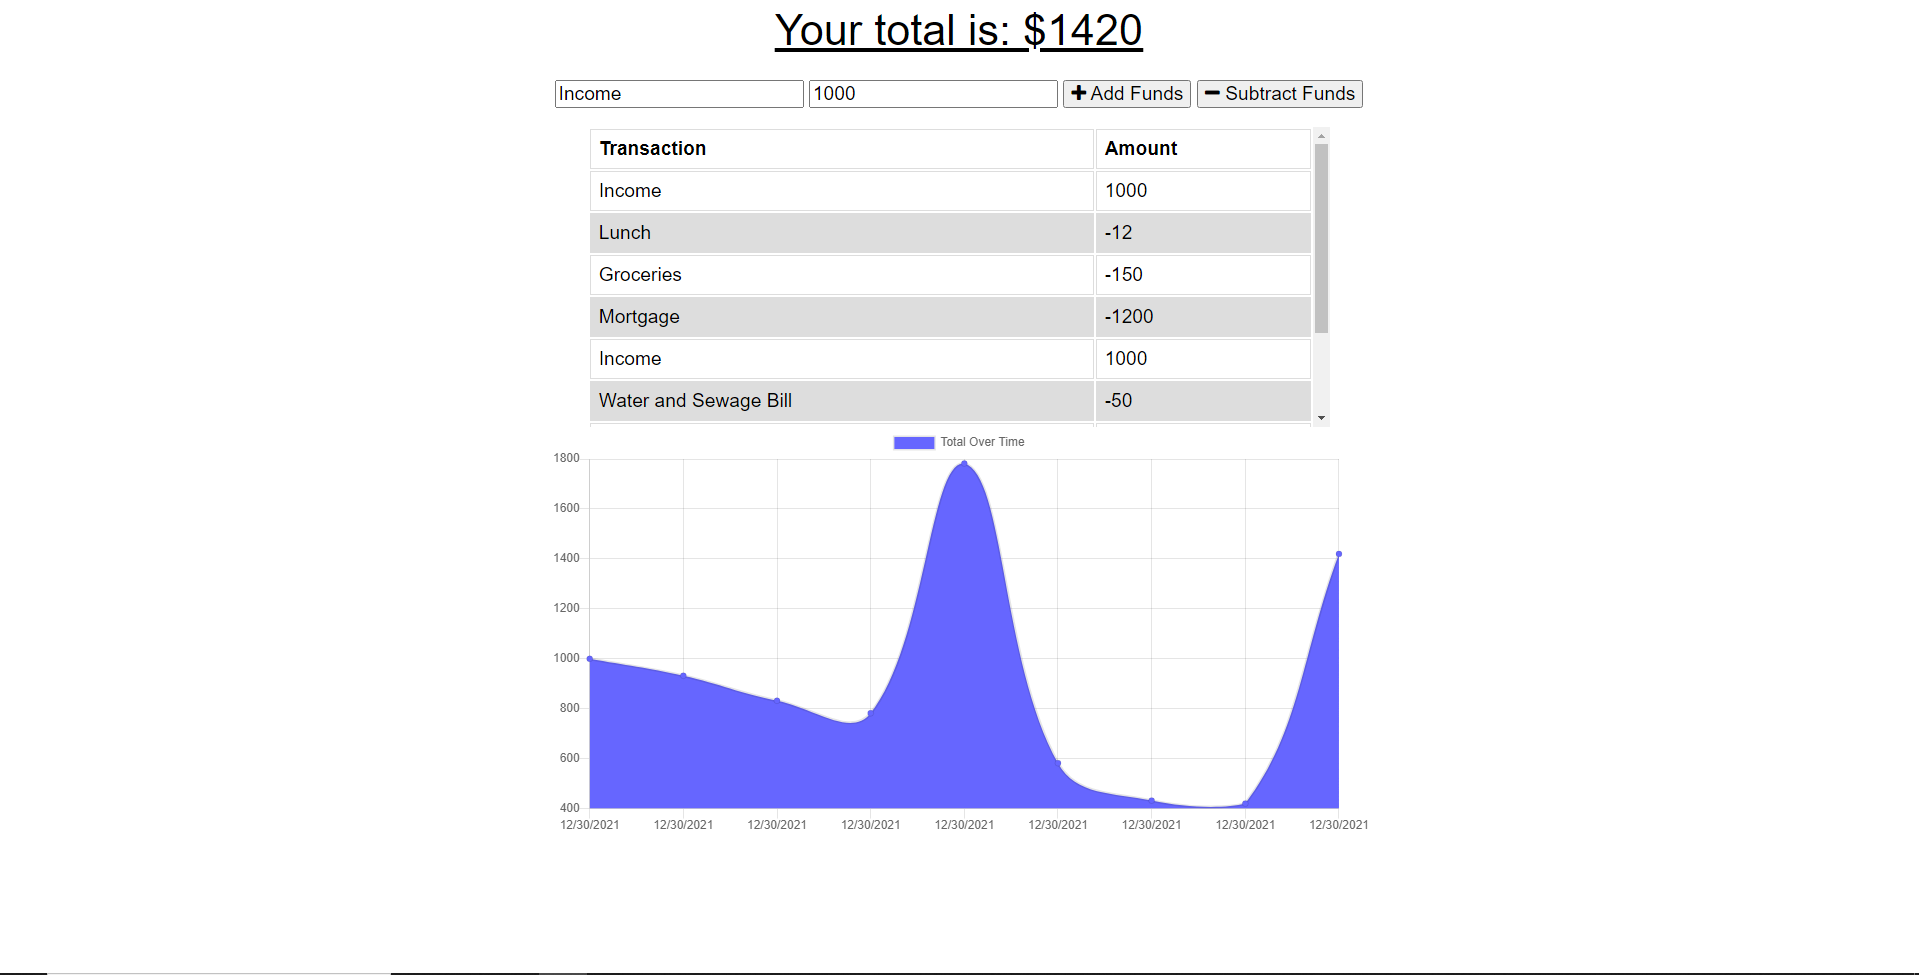 Your total is: $1420
Income 1000 Add Funds Subtract Funds
Transaction Amount
Income 1000
Lunch -12
Groceries -150
Mortgage -1200
Income 1000
Water and Sewage Bill -50
Total Over Time
1800
1600
1400
1200
1000
800
600
400
12/30/2021 12/30/2021 12/30/2021 12/30/2021 12/30/2021 12/30/2021 12/30/2021 12/30/2021 12/30/2021